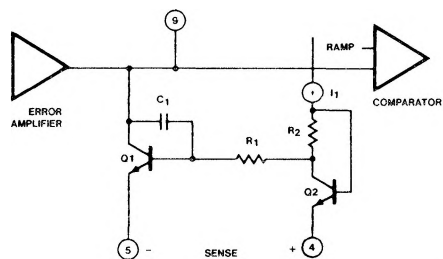 9
RAMP
ERROR
AMPLIFIER
C1
I1
COMPARATOR
R2
R1
Q1
Q2
5 −
SENSE
+ 4